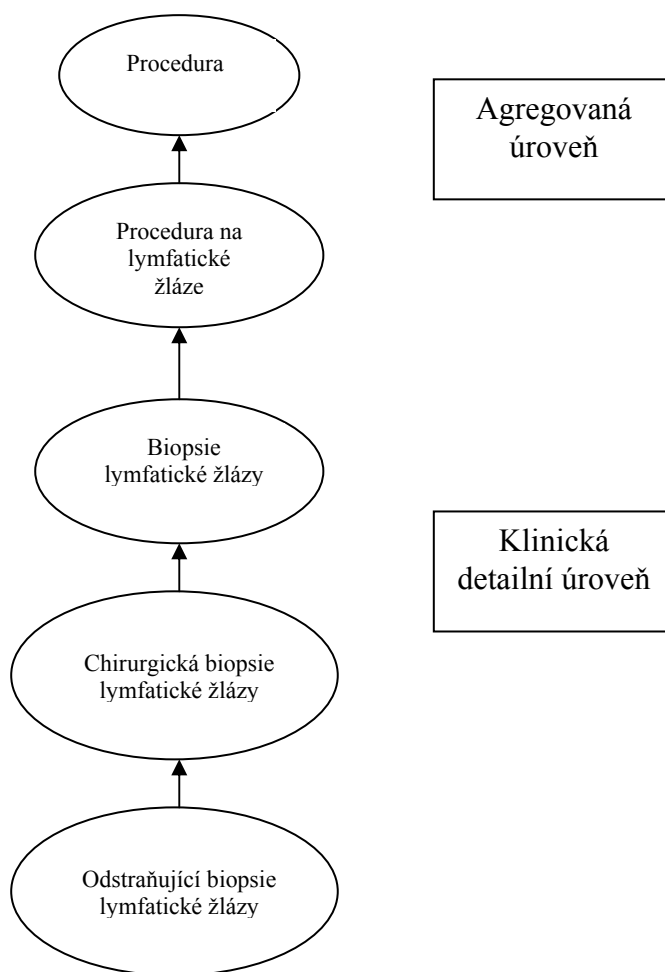 Procedura
Agregovaná
úroveň
Procedura na
lymfatické
žláze
Biopsie
lymfatické žlázy
Klinická
detailní úroveň
Chirurgická biopsie
lymfatické žlázy
Odstraňující biopsie
lymfatické žlázy